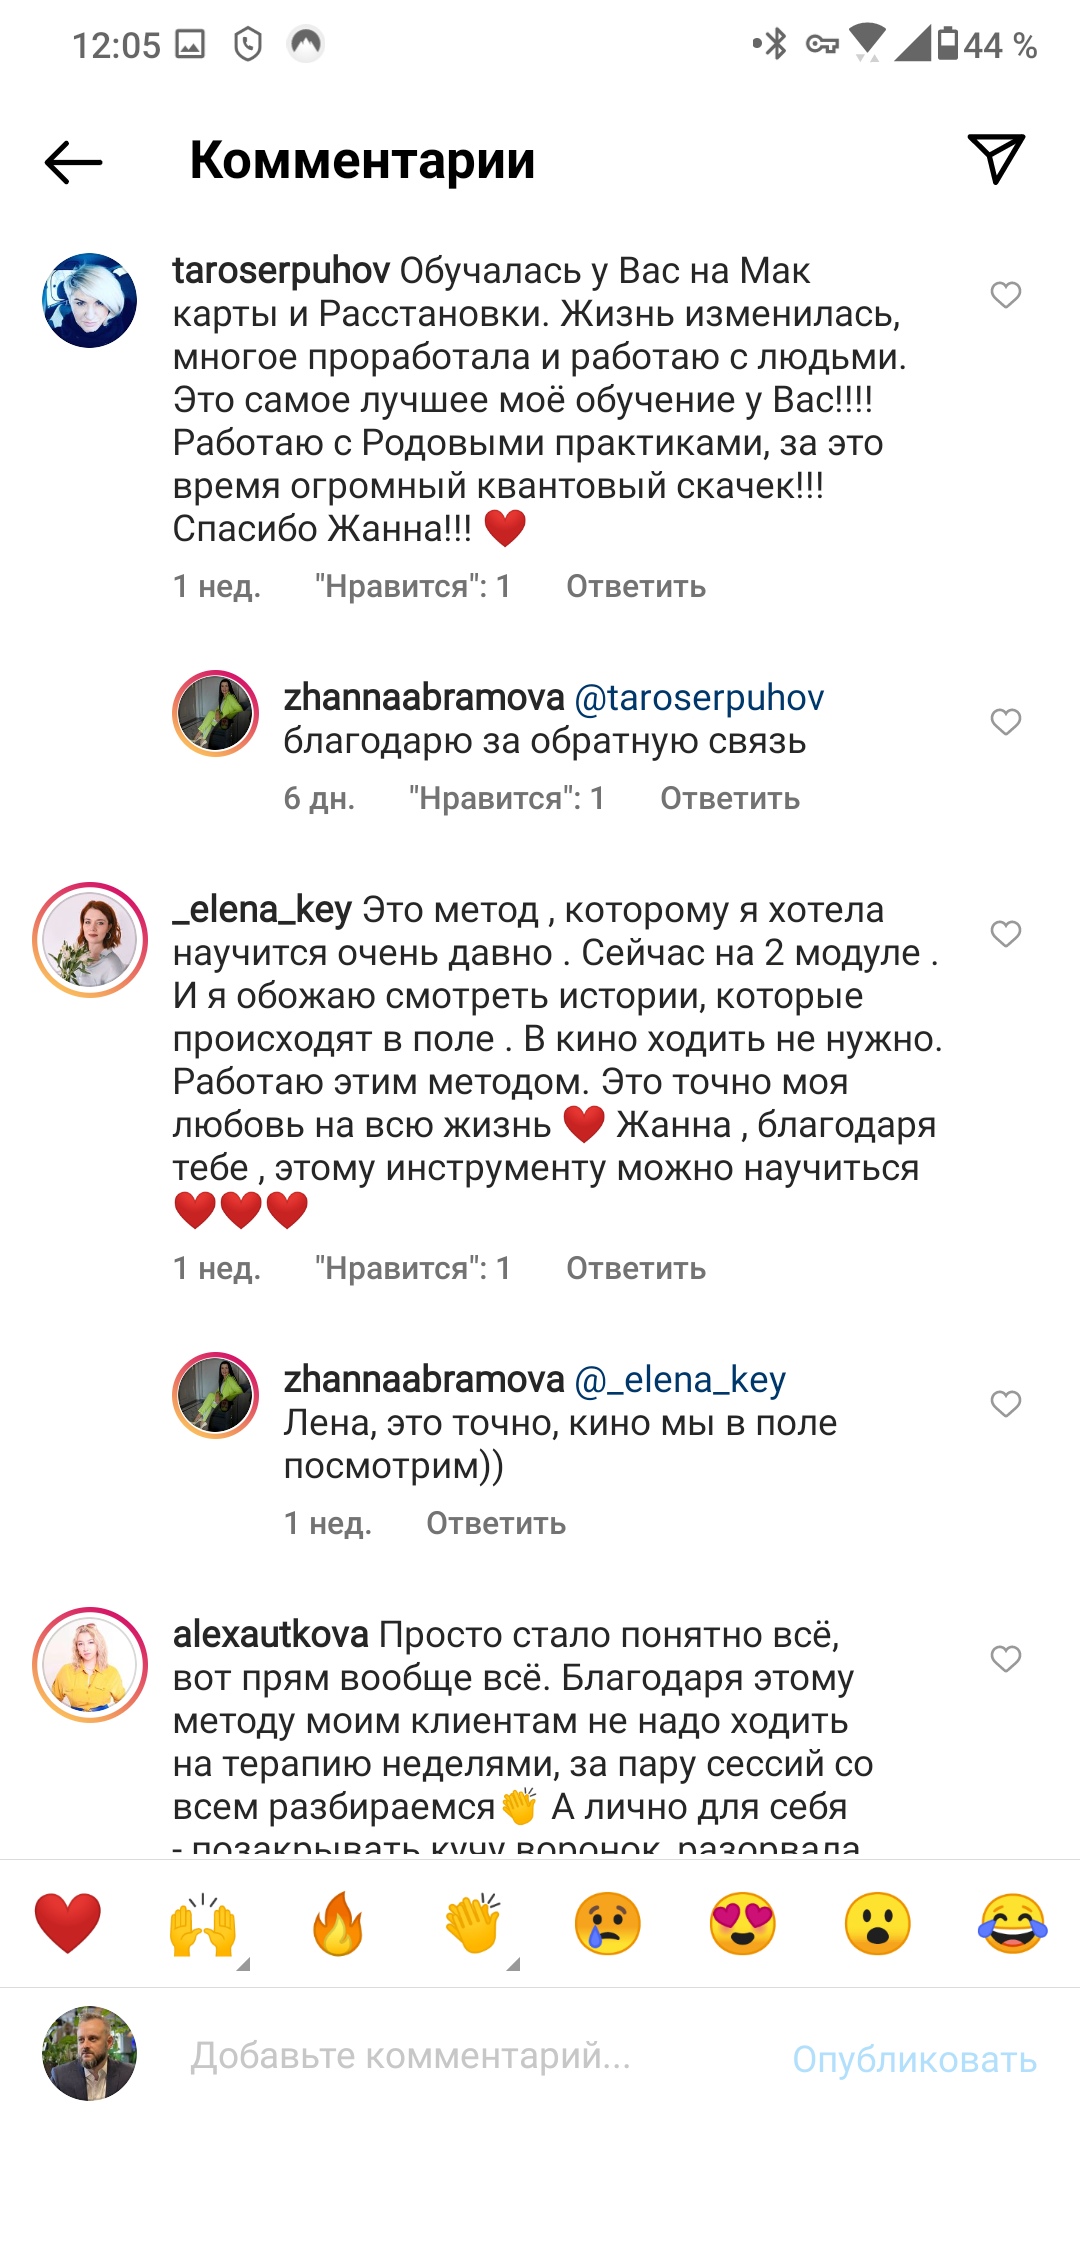 12:05
44 %
Комментарии
taroserpuhov Обучалась у Вас на Мак
карты и Расстановки. Жизнь изменилась,
многое проработала и работаю с людьми.
Это самое лучшее моё обучение у Вас!!!!
Работаю с Родовыми практиками, за это
время огромный квантовый скачек!!!
Спасибо Жанна!!! ❤️
1 нед. "Нравится": 1 Ответить
zhannaabramova @taroserpuhov
благодарю за обратную связь
6 дн. "Нравится": 1 Ответить
_elena_key Это метод , которому я хотела
научится очень давно . Сейчас на 2 модуле .
И я обожаю смотреть истории, которые
происходят в поле . В кино ходить не нужно.
Работаю этим методом. Это точно моя
любовь на всю жизнь ❤️ Жанна , благодаря
тебе , этому инструменту можно научиться
❤️❤️❤️
1 нед. "Нравится": 1 Ответить
zhannaabramova @_elena_key
Лена, это точно, кино мы в поле
посмотрим))
1 нед. Ответить
alexautkova Просто стало понятно всё,
вот прям вообще всё. Благодаря этому
методу моим клиентам не надо ходить
на терапию неделями, за пару сессий со
всем разбираемся👏 А лично для себя
- позакрывать кучу воронок, разорвала
Добавьте комментарий...
Опубликовать